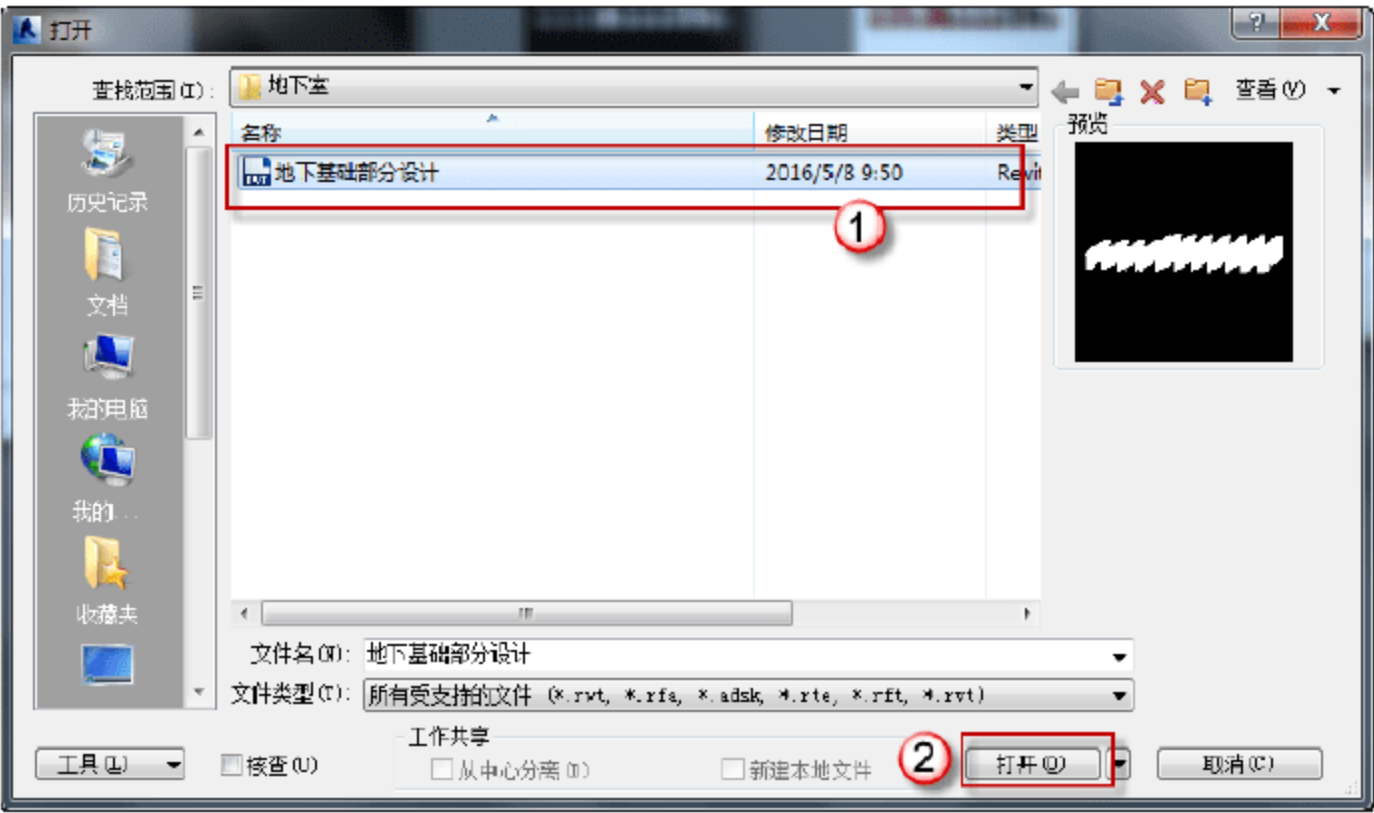 打开
查找范围(I):
地下室
查看(V)
名称
修改日期
类型
预览
地下基础部分设计
2016/5/8 9:50
Revit
1
历史记录
文档
我的电脑
我的...
收藏夹
文件名(N):
地下基础部分设计
文件类型(T):
所有受支持的文件 (*.rwt, *.rfa, *.adsk, *.rte, *.rft, *.rvt)
工作共享
工具(L)
核查(U)
从中心分离(D)
新建本地文件
2
打开(O)
取消(C)